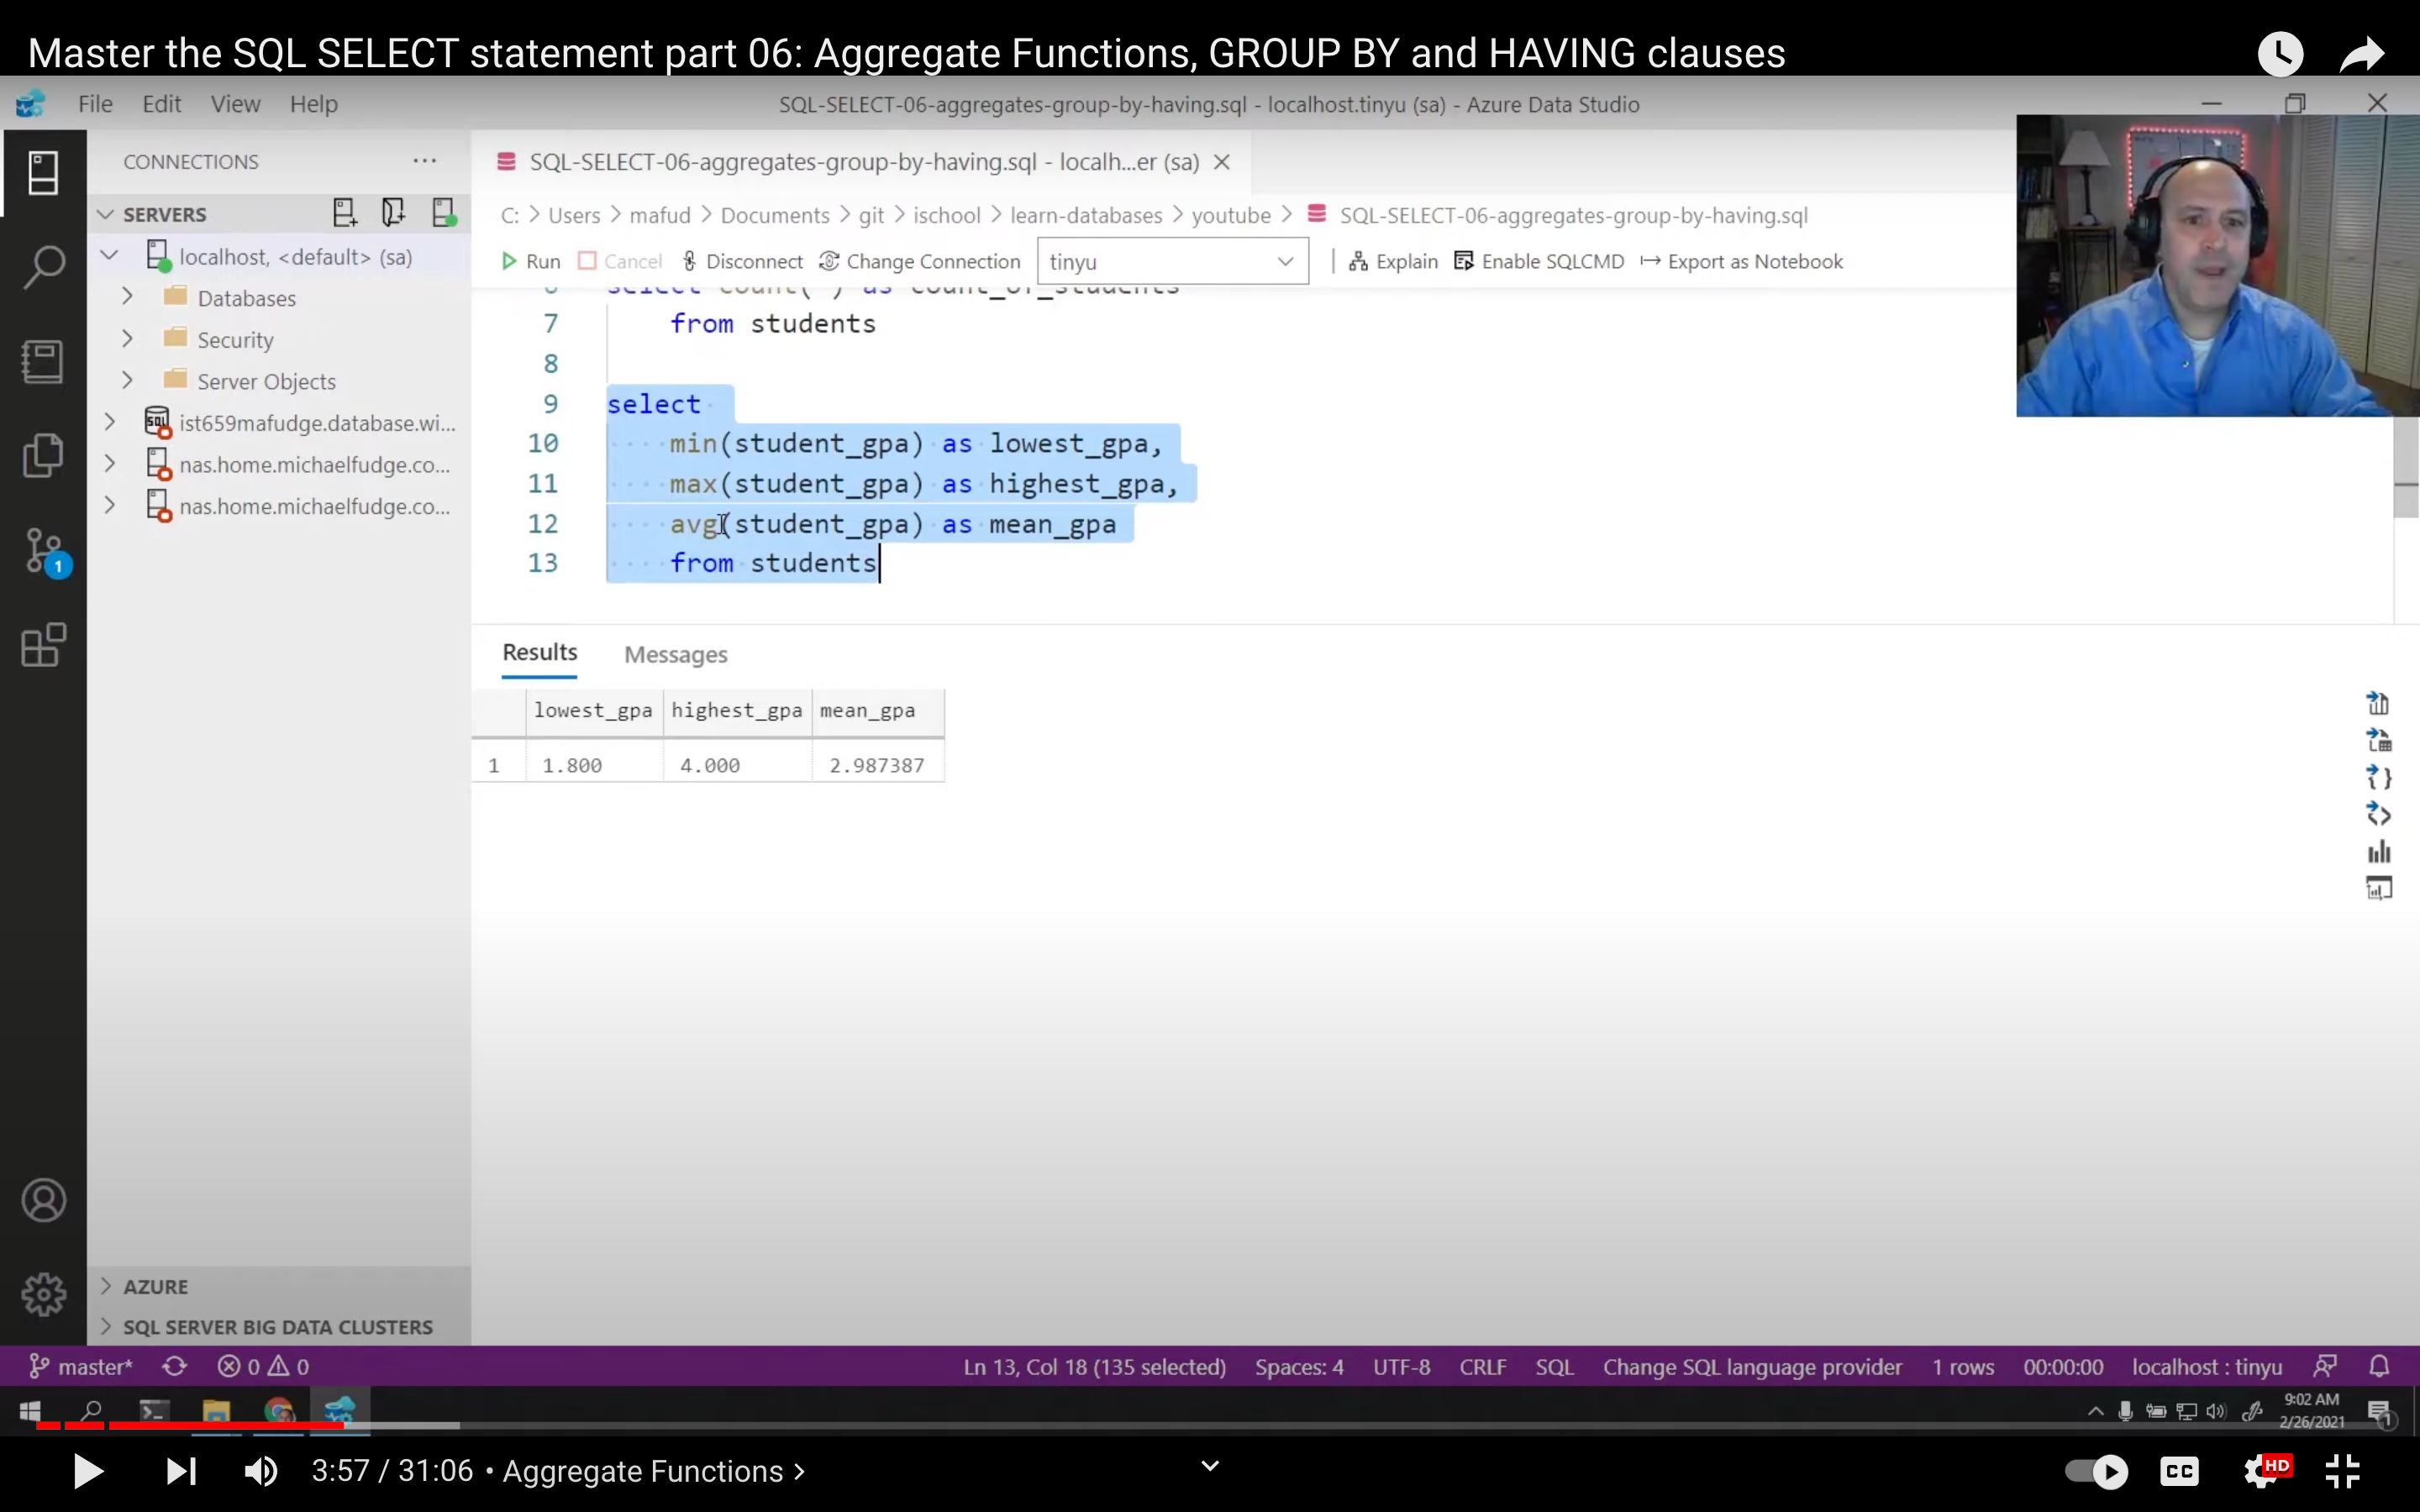 Master the SQL SELECT statement part 06: Aggregate Functions, GROUP BY and HAVING clauses
File Edit View Help
SQL-SELECT-06-aggregates-group-by-having.sql - localhost.tinyu (sa) - Azure Data Studio
CONNECTIONS
SERVERS
localhost, <default> (sa)
Databases
Security
Server Objects
ist659mafudge.database.wi...
nas.home.michaelfudge.co...
nas.home.michaelfudge.co...
AZURE
SQL SERVER BIG DATA CLUSTERS
SQL-SELECT-06-aggregates-group-by-having.sql - localh...er (sa)
C: > Users > mafud > Documents > git > ischool > learn-databases > youtube > SQL-SELECT-06-aggregates-group-by-having.sql
Run Cancel Disconnect Change Connection tinyu Explain Enable SQLCMD Export as Notebook
select count(*) as count_of_students
7 from students
8
9 select
10 min(student_gpa) as lowest_gpa,
11 max(student_gpa) as highest_gpa,
12 avg(student_gpa) as mean_gpa
13 from students
Results Messages
lowest_gpa highest_gpa mean_gpa
1 1.800 4.000 2.987387
1
master* 0 0 Ln 13, Col 18 (135 selected) Spaces: 4 UTF-8 CRLF SQL Change SQL language provider 1 rows 00:00:00 localhost : tinyu
9:02 AM
2/26/2021
1
3:57 / 31:06 • Aggregate Functions >
CC HD